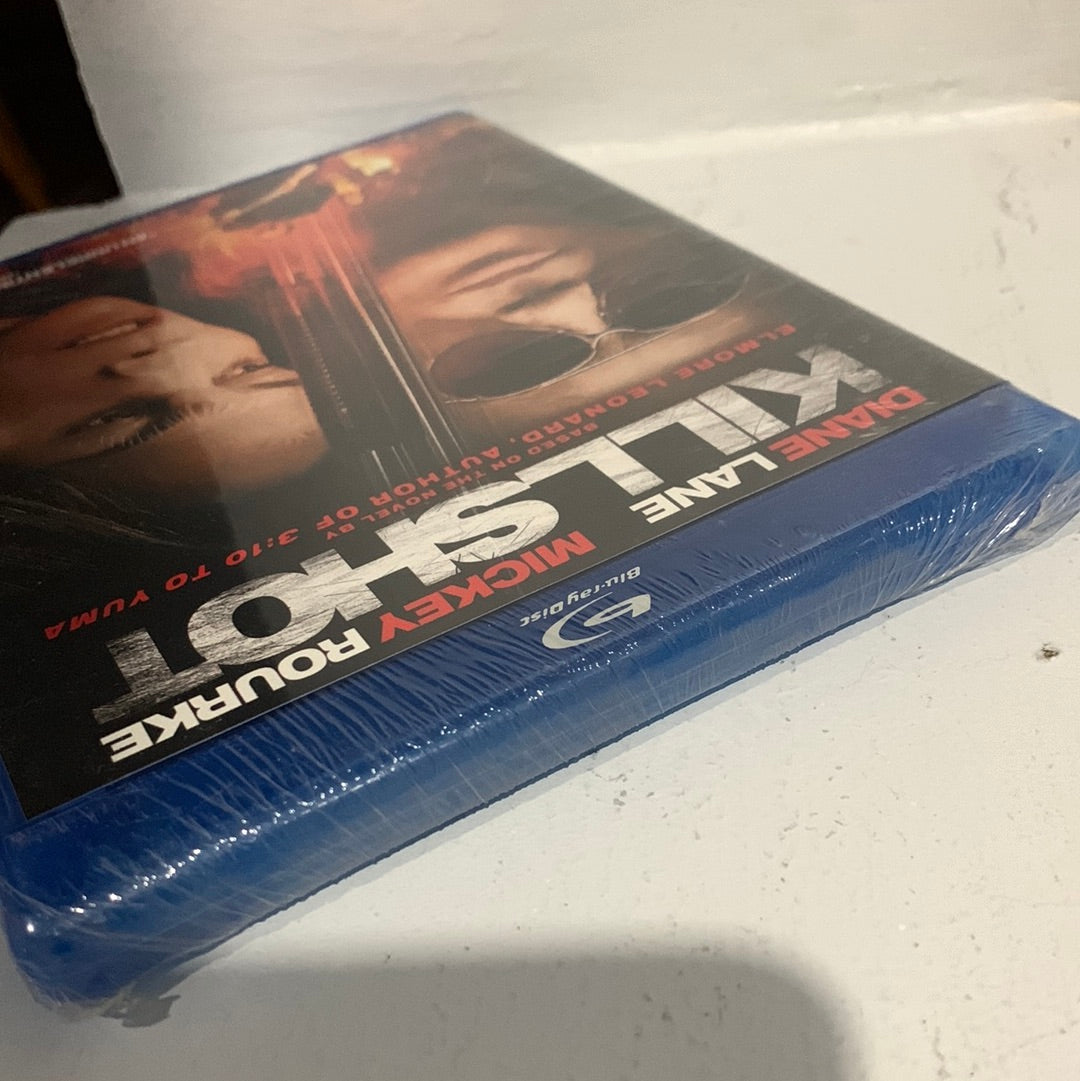 Blu-ray Disc
DIANE LANE MICKEY ROURKE
KILLSHOT
BASED ON THE NOVEL BY
ELMORE LEONARD, AUTHOR OF 3:10 TO YUMA